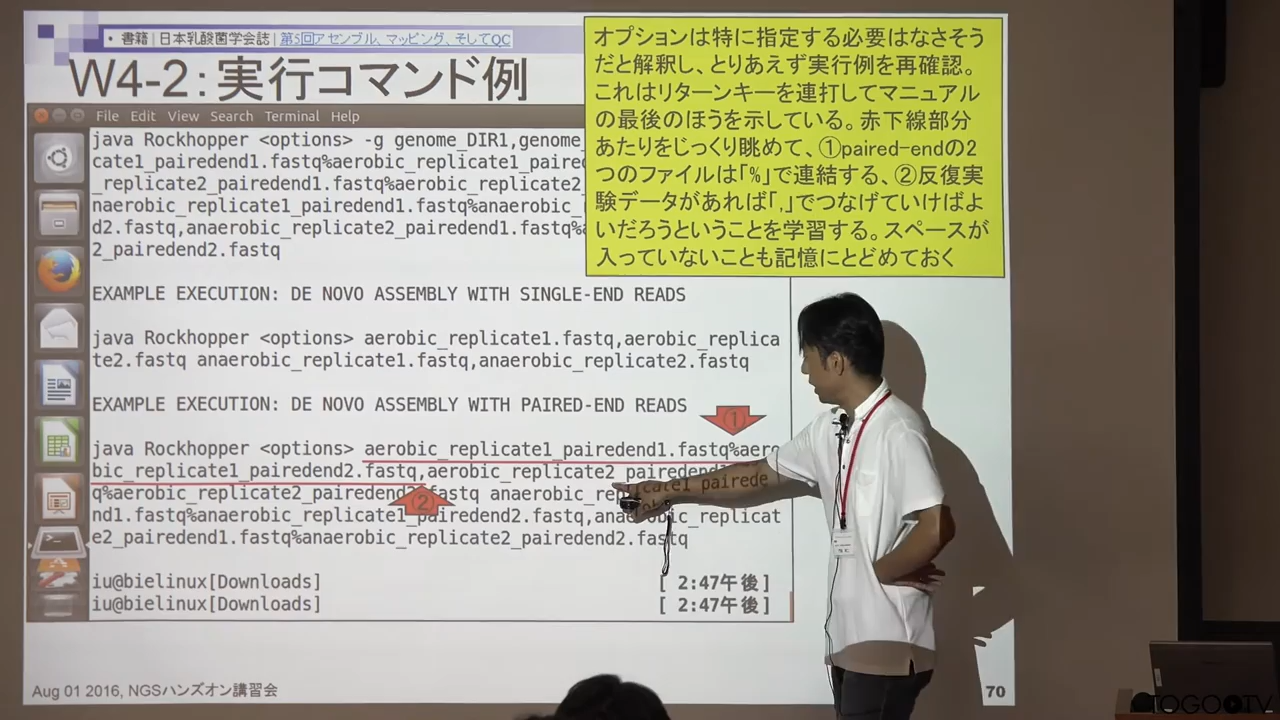 • 書籍 | 日本乳酸菌学会誌 | 第5回アセンブル、マッピング、そしてQC
W4-2：実行コマンド例
オプションは特に指定する必要はなさそう
だと解釈し、とりあえず実行例を再確認。
これはリターンキーを連打してマニュアル
の最後のほうを示している。赤下線部分
あたりをじっくり眺めて、①paired-endの2
つのファイルは「%」で連結する、②反復実
験データがあれば「,」でつなげていけばよ
いだろうということを学習する。スペースが
入っていないことも記憶にとどめておく
File Edit View Search Terminal Help
java Rockhopper <options> -g genome_DIR1,genome_
cate1_pairedend1.fastq%aerobic_replicate1_paire
_replicate2_pairedend1.fastq%aerobic_replicate2_
naerobic_replicate1_pairedend1.fastq%anaerobic_r
d2.fastq,anaerobic_replicate2_pairedend1.fastq%a
2_pairedend2.fastq
EXAMPLE EXECUTION: DE NOVO ASSEMBLY WITH SINGLE-END READS
java Rockhopper <options> aerobic_replicate1.fastq,aerobic_replica
te2.fastq anaerobic_replicate1.fastq,anaerobic_replicate2.fastq
EXAMPLE EXECUTION: DE NOVO ASSEMBLY WITH PAIRED-END READS
①
java Rockhopper <options> aerobic_replicate1_pairedend1.fastq%aero
bic_replicate1_pairedend2.fastq,aerobic_replicate2_pairedend1
q%aerobic_replicate2_pairedend2.fastq anaerobic_replicate1 pairede
②
nd1.fastq%anaerobic_replicate1_pairedend2.fastq,anaerobic_replicat
e2_pairedend1.fastq%anaerobic_replicate2_pairedend2.fastq
iu@bielinux[Downloads] [ 2:47午後]
iu@bielinux[Downloads] [ 2:47午後]
Aug 01 2016, NGSハンズオン講習会
70
TOGOTV